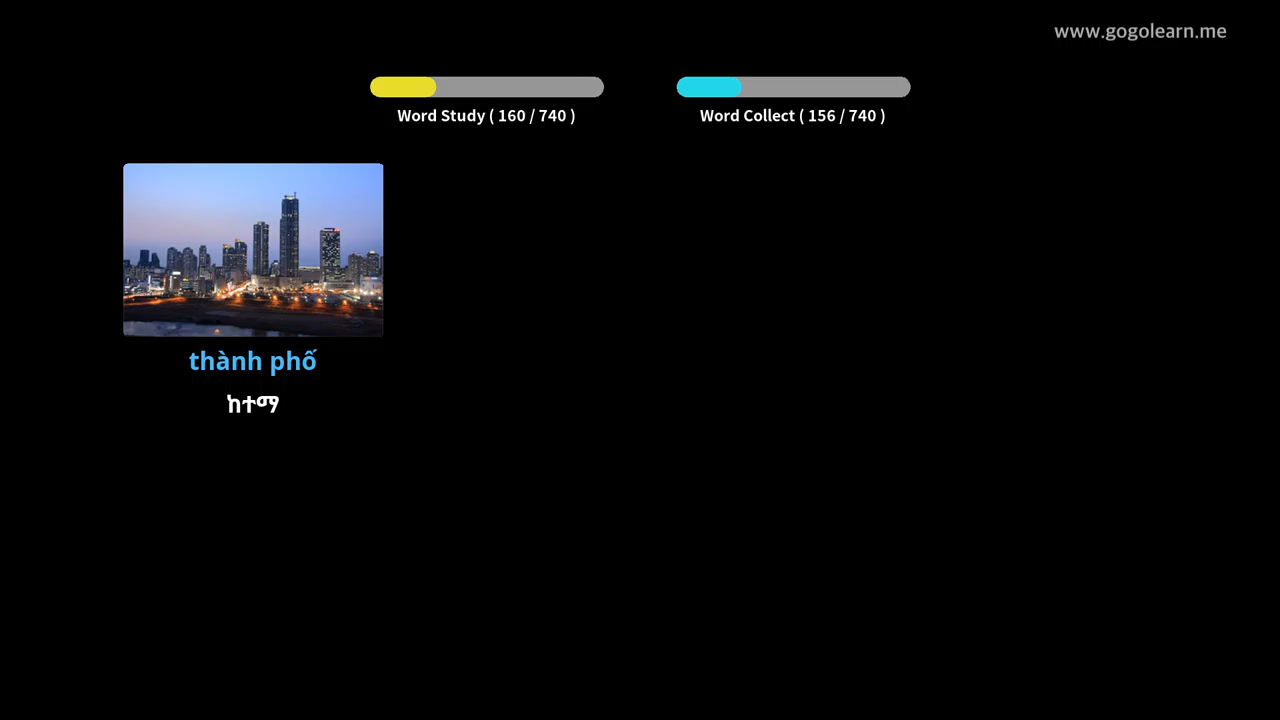 www.gogolearn.me
Word Study ( 160 / 740 )
Word Collect ( 156 / 740 )
thành phố
ከተማ